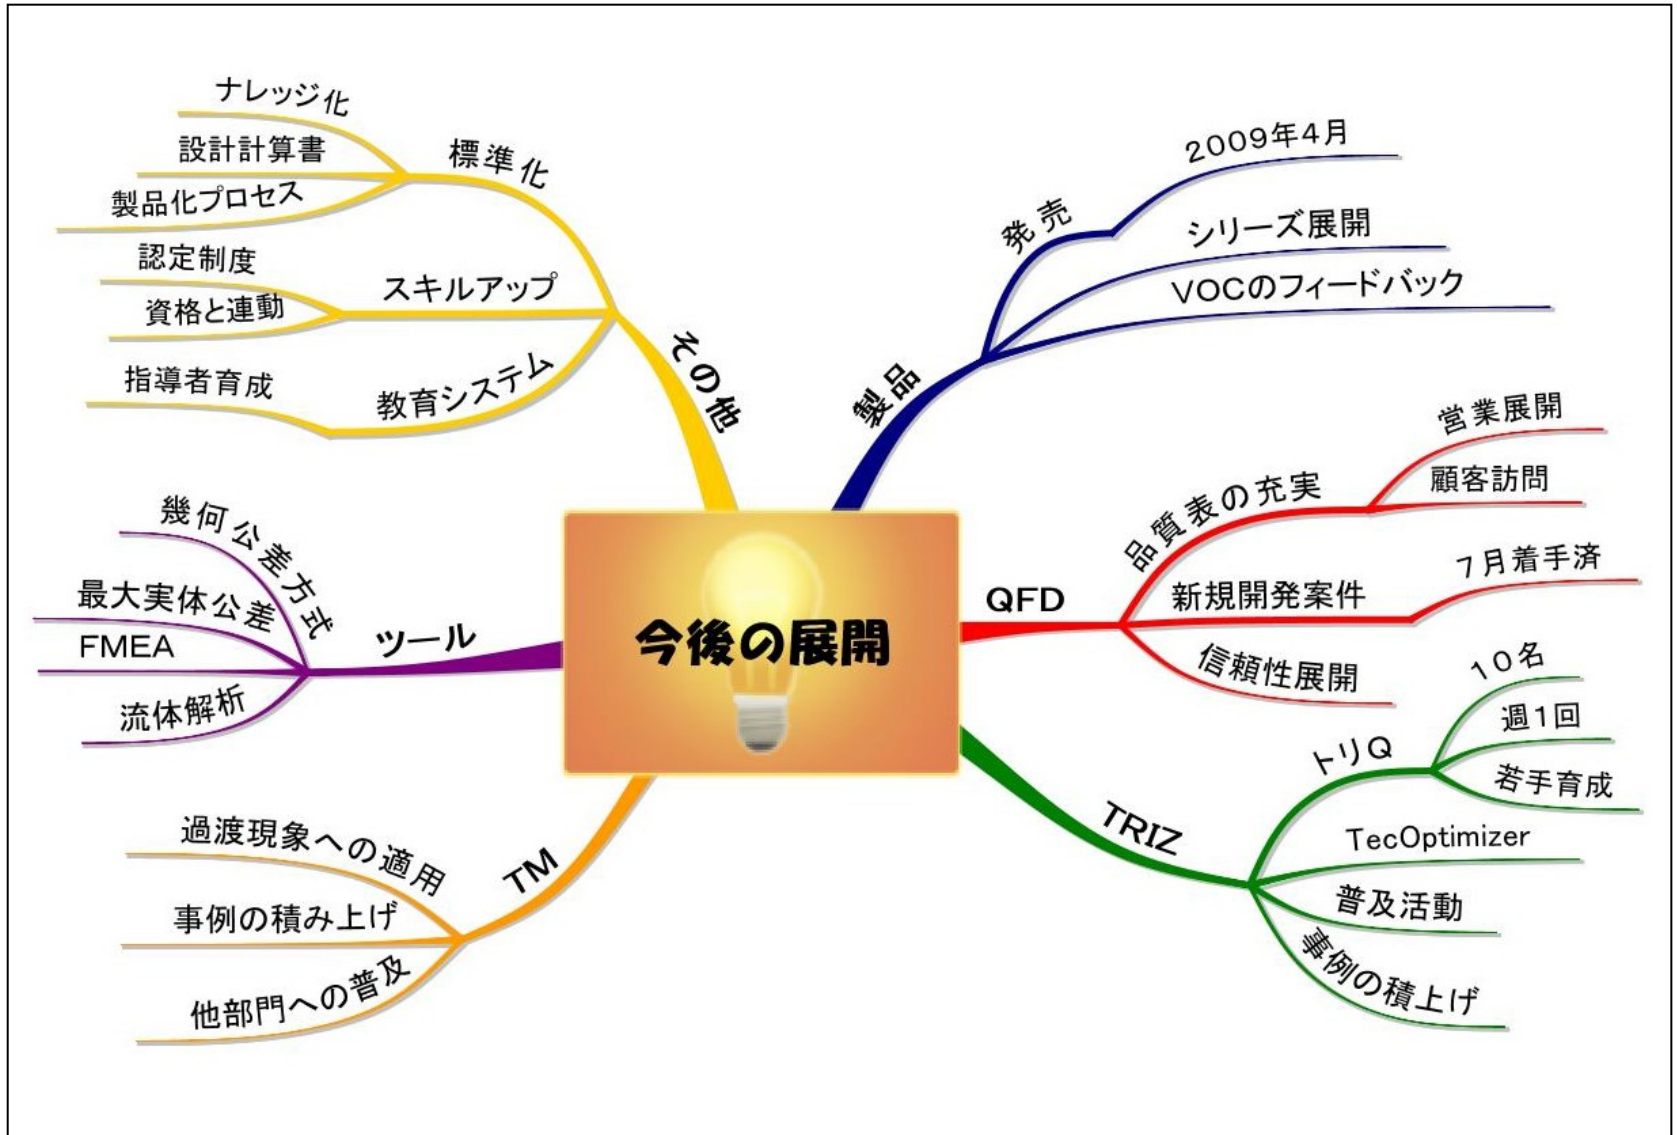 今後の展開
製品
発売
2009年4月
シリーズ展開
VOCのフィードバック
QFD
品質表の充実
営業展開
顧客訪問
新規開発案件
7月着手済
信頼性展開
TRIZ
トリQ
10名
週1回
若手育成
TecOptimizer
普及活動
事例の積上げ
TM
過渡現象への適用
事例の積み上げ
他部門への普及
ツール
幾何公差方式
最大実体公差
FMEA
流体解析
その他
標準化
ナレッジ化
設計計算書
製品化プロセス
スキルアップ
認定制度
資格と連動
教育システム
指導者育成